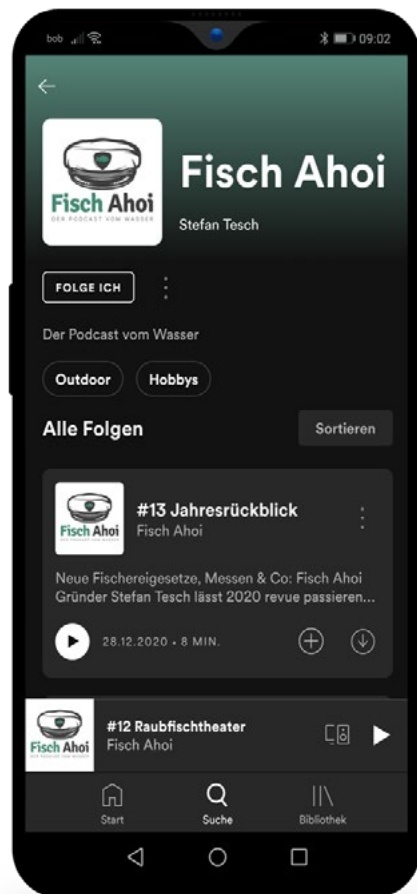 bob
09:02
Fisch Ahoi
DER PODCAST VOM WASSER
Fisch Ahoi
Stefan Tesch
FOLGE ICH
Der Podcast vom Wasser
Outdoor
Hobbys
Alle Folgen
Sortieren
Fisch Ahoi
#13 Jahresrückblick
Fisch Ahoi
Neue Fischereigesetze, Messen & Co: Fisch Ahoi
Gründer Stefan Tesch lässt 2020 revue passieren...
28.12.2020 • 8 MIN.
Fisch Ahoi
#12 Raubfischtheater
Fisch Ahoi
Start
Suche
Bibliothek